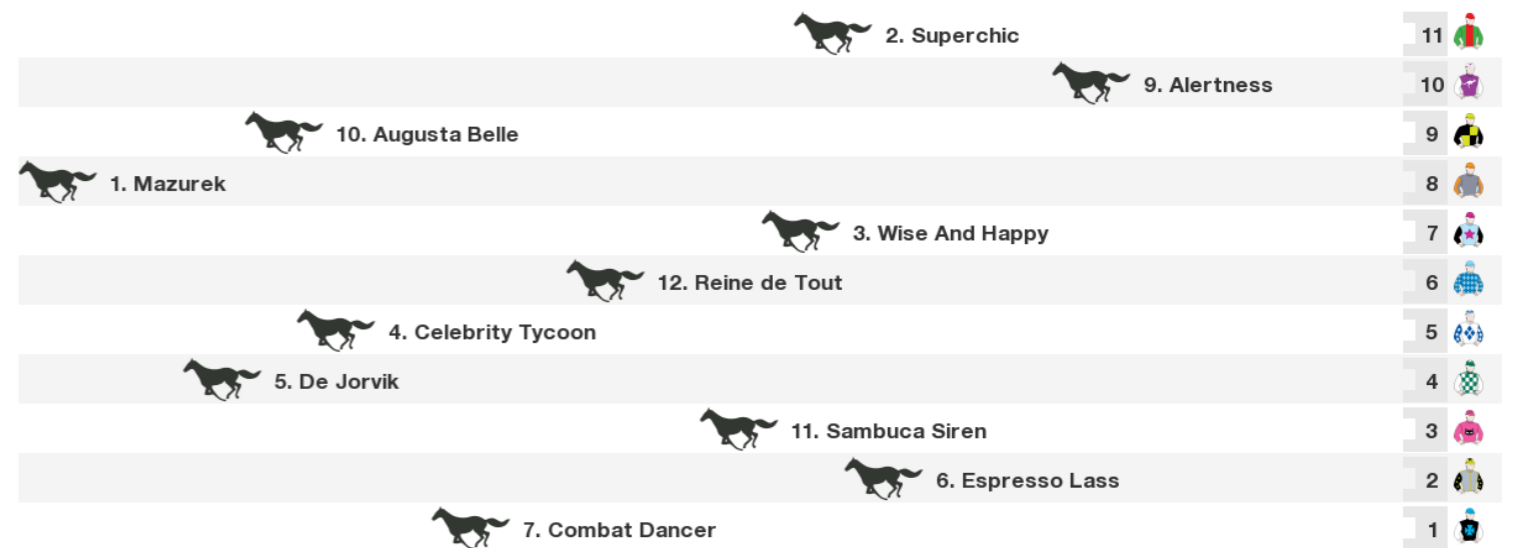 2. Superchic 11
9. Alertness 10
10. Augusta Belle 9
1. Mazurek 8
3. Wise And Happy 7
12. Reine de Tout 6
4. Celebrity Tycoon 5
5. De Jorvik 4
11. Sambuca Siren 3
6. Espresso Lass 2
7. Combat Dancer 1